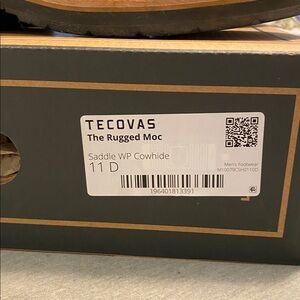 TECOVAS
The Rugged Moc
Saddle WP Cowhide
11 D
Men's Footwear
196401813391